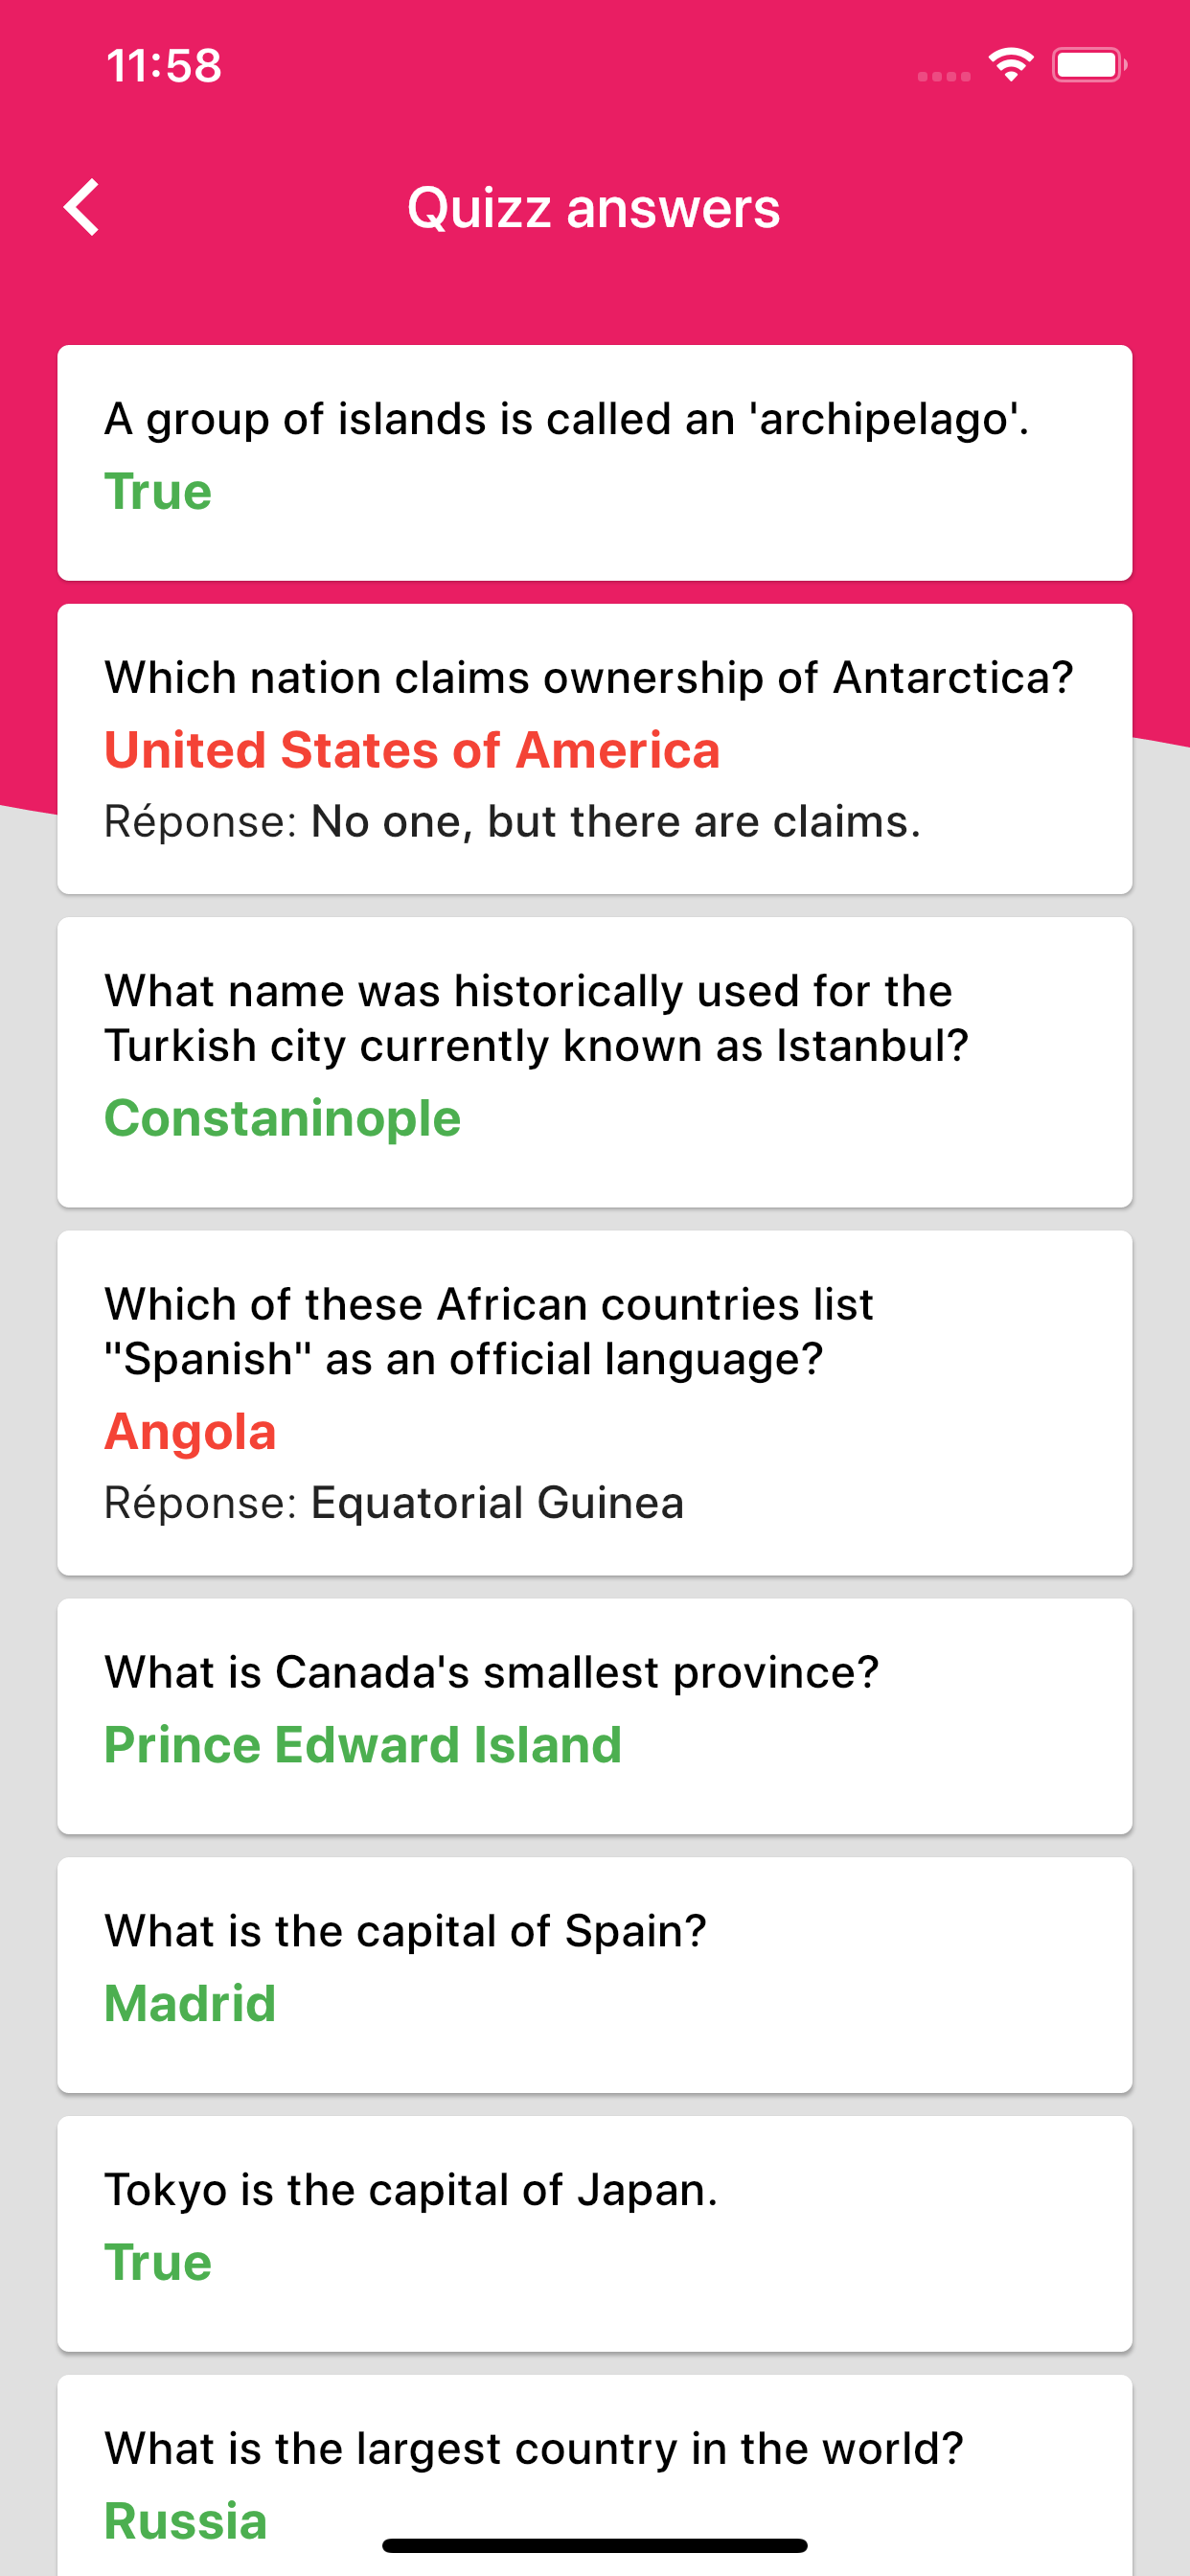 11:58
Quizz answers
A group of islands is called an 'archipelago'.
True
Which nation claims ownership of Antarctica?
United States of America
Réponse: No one, but there are claims.
What name was historically used for the
Turkish city currently known as Istanbul?
Constaninople
Which of these African countries list
"Spanish" as an official language?
Angola
Réponse: Equatorial Guinea
What is Canada's smallest province?
Prince Edward Island
What is the capital of Spain?
Madrid
Tokyo is the capital of Japan.
True
What is the largest country in the world?
Russia